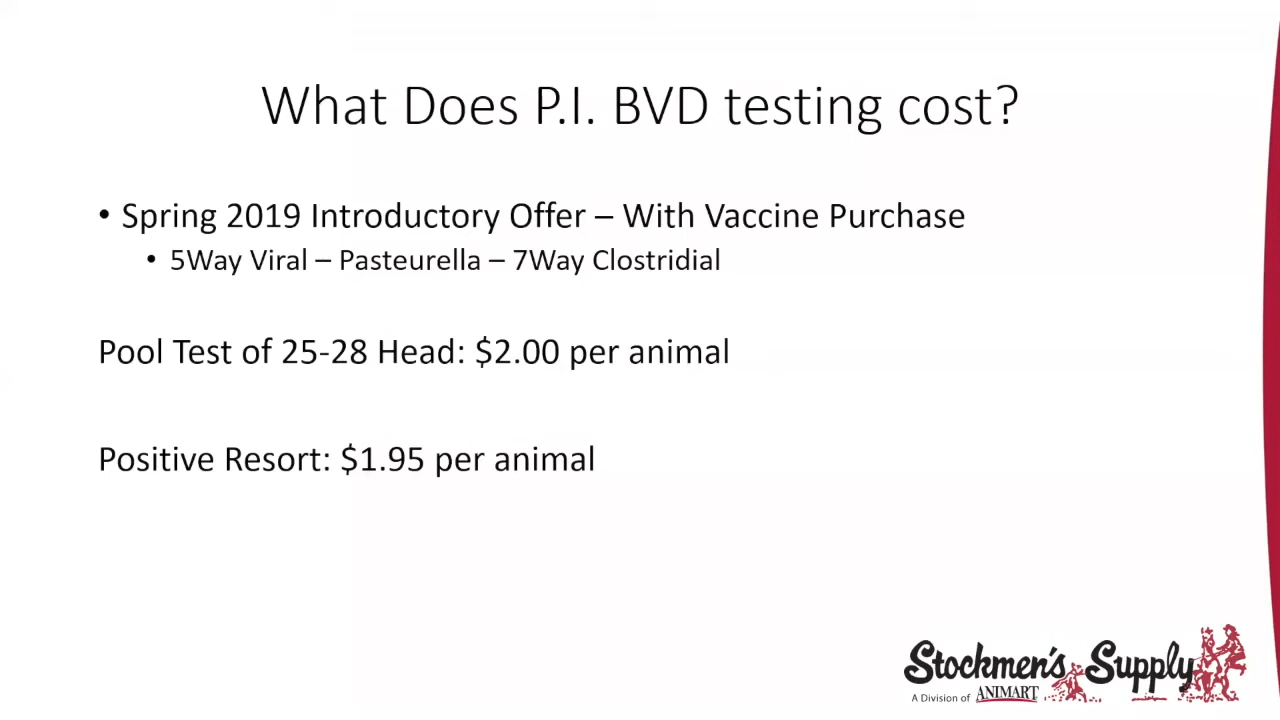 What Does P.I. BVD testing cost?
• Spring 2019 Introductory Offer – With Vaccine Purchase
• 5Way Viral – Pasteurella – 7Way Clostridial
Pool Test of 25-28 Head: $2.00 per animal
Positive Resort: $1.95 per animal
Stockmen's Supply
A Division of ANIMART